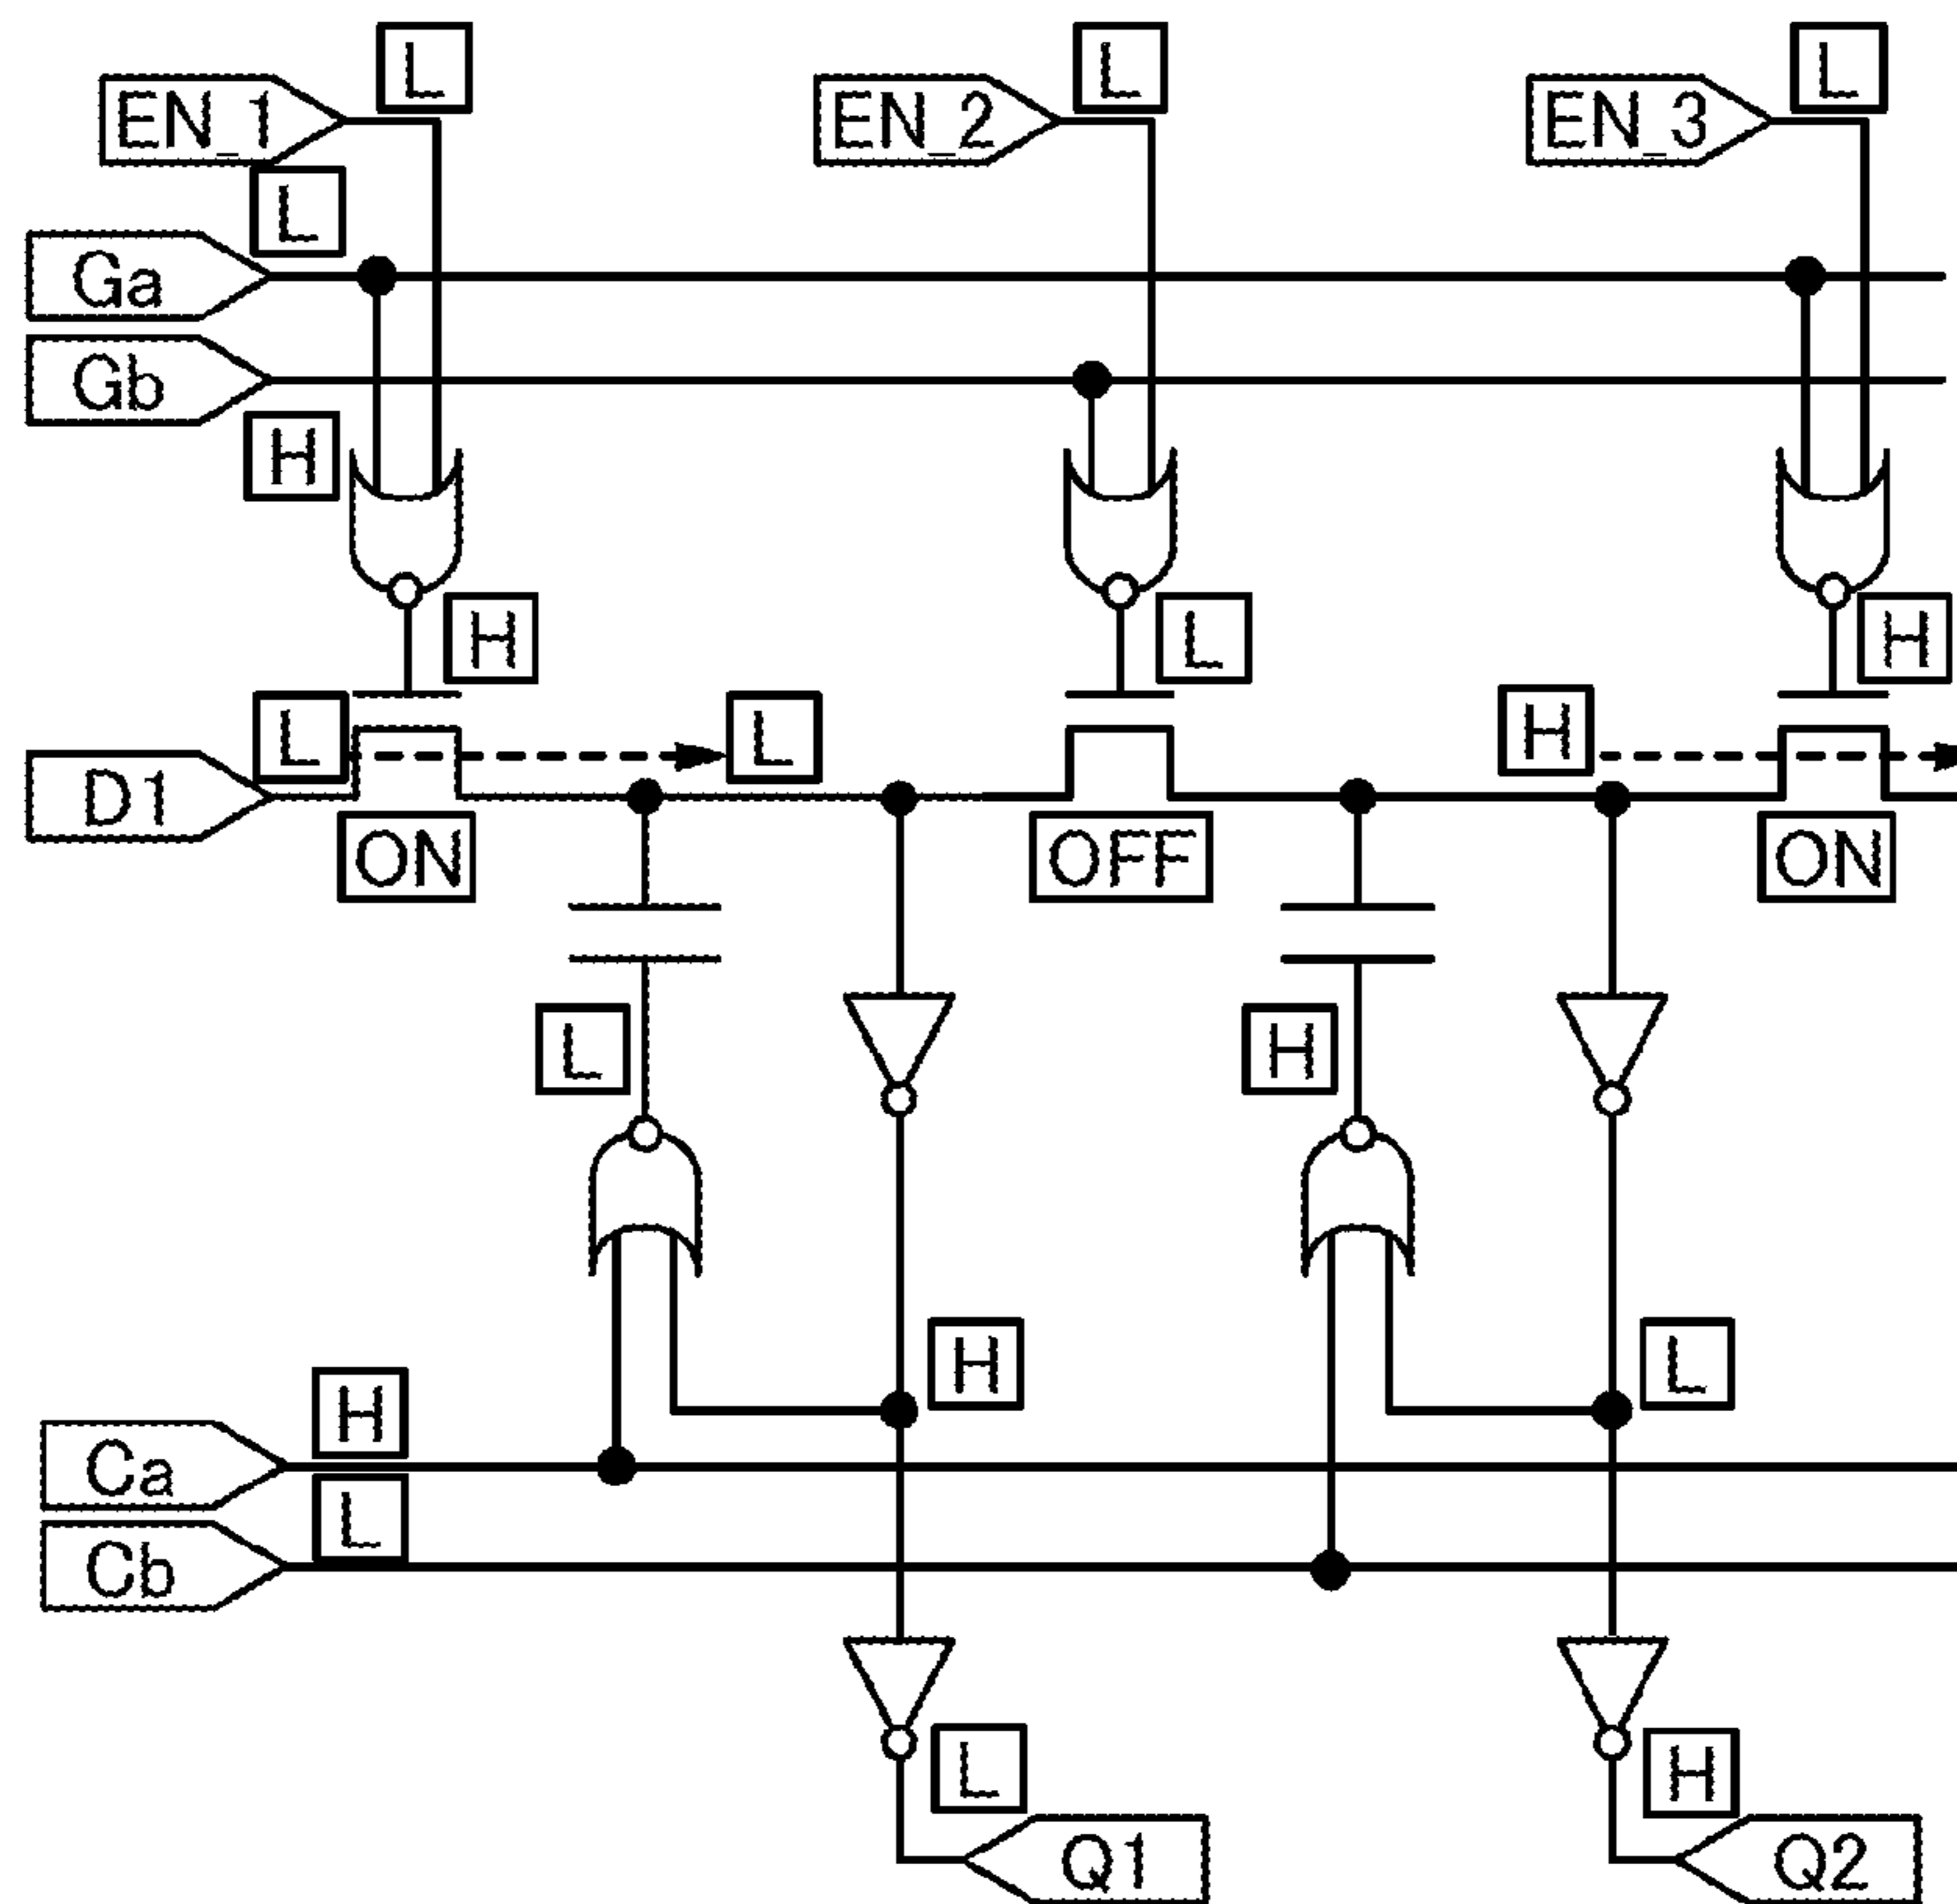 L L L
EN_1 EN_2 EN_3
L
Ga
Gb
H
H L H
L L H
D1
ON OFF ON
L H
H L
H
Ca
L
Cb
L H
Q1 Q2